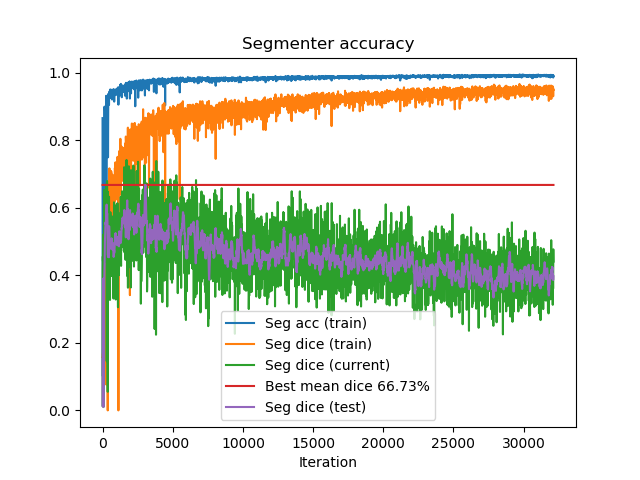 Segmenter accuracy
1.0
0.8
0.6
0.4
0.2
0.0
Seg acc (train)
Seg dice (train)
Seg dice (current)
Best mean dice 66.73%
Seg dice (test)
0 5000 10000 15000 20000 25000 30000
Iteration